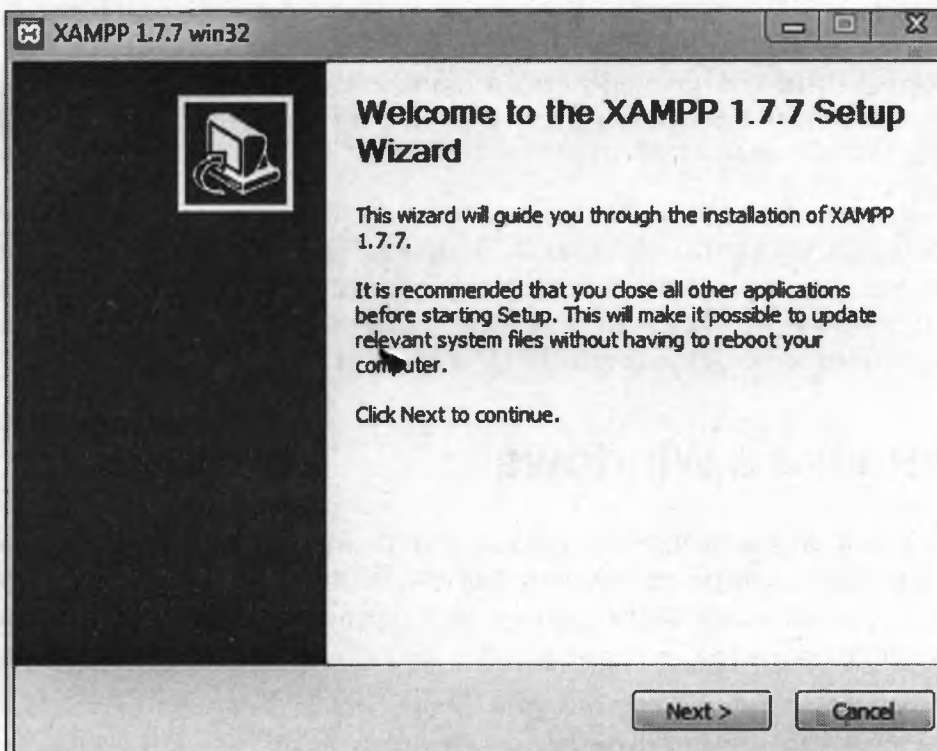 XAMPP 1.7.7 win32
Welcome to the XAMPP 1.7.7 Setup
Wizard
This wizard will guide you through the installation of XAMPP
1.7.7.
It is recommended that you close all other applications
before starting Setup. This will make it possible to update
relevant system files without having to reboot your
computer.
Click Next to continue.
Next >
Cancel